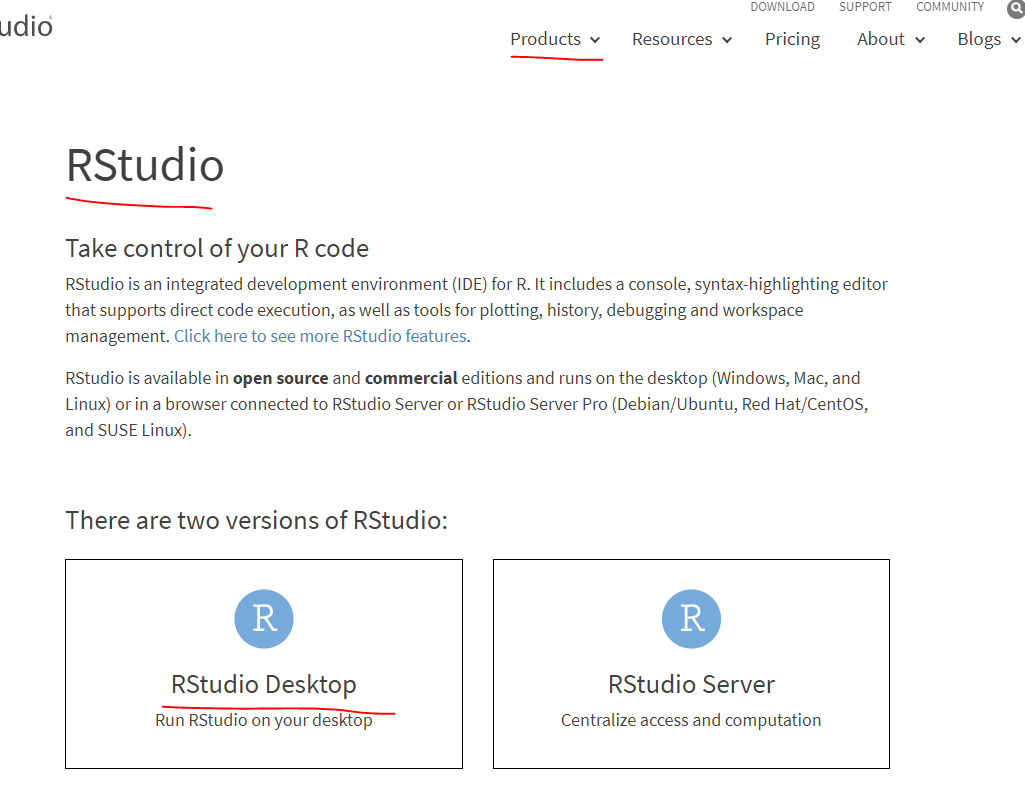 DOWNLOAD SUPPORT COMMUNITY
udio
Products Resources Pricing About Blogs
RStudio
Take control of your R code
RStudio is an integrated development environment (IDE) for R. It includes a console, syntax-highlighting editor
that supports direct code execution, as well as tools for plotting, history, debugging and workspace
management. Click here to see more RStudio features.
RStudio is available in open source and commercial editions and runs on the desktop (Windows, Mac, and
Linux) or in a browser connected to RStudio Server or RStudio Server Pro (Debian/Ubuntu, Red Hat/CentOS,
and SUSE Linux).
There are two versions of RStudio:
R
RStudio Desktop
Run RStudio on your desktop
R
RStudio Server
Centralize access and computation